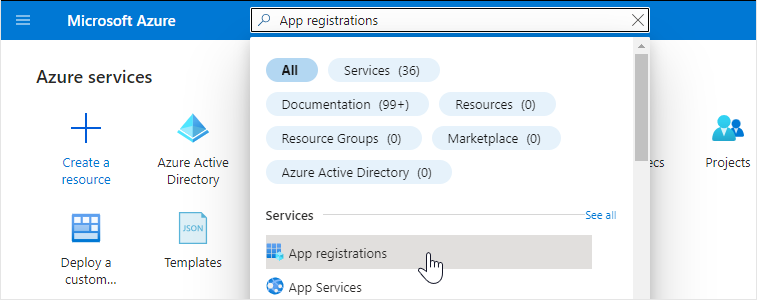 Microsoft Azure
App registrations
Azure services
All
Services (36)
Documentation (99+)
Resources (0)
Resource Groups (0)
Marketplace (0)
Azure Active Directory (0)
Services
See all
App registrations
App Services
Create a
resource
Azure Active
Directory
ecs
Projects
Deploy a
custom...
JSON
Templates